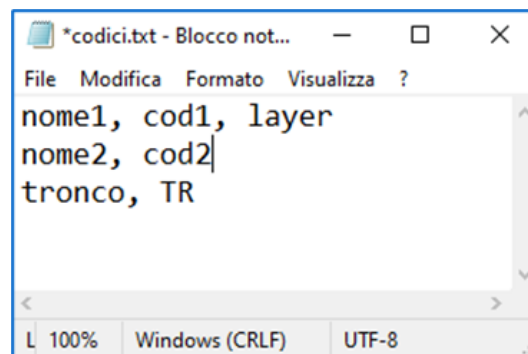 *codici.txt - Blocco not...
File Modifica Formato Visualizza ?
nome1, cod1, layer
nome2, cod2
tronco, TR
L 100% Windows (CRLF) UTF-8